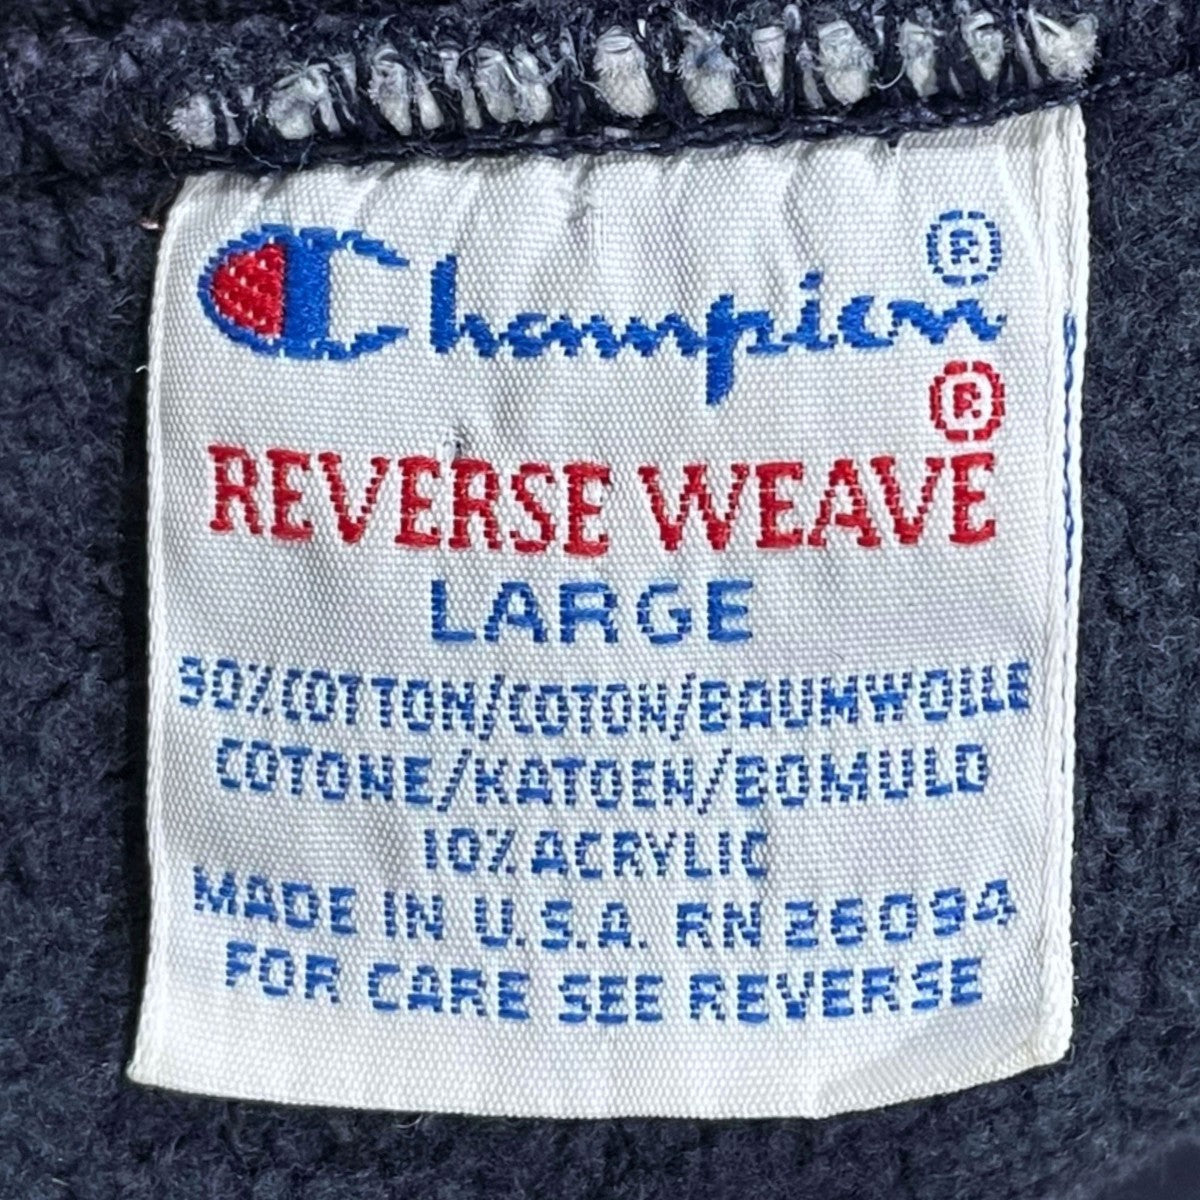 Champion®
®
REVERSE WEAVE
LARGE
90% COTTON/COTON/BAUMWOLLE
COTONE/KATOEN/BOMULD
10% ACRYLIC
MADE IN U.S.A. RN 26094
FOR CARE SEE REVERSE